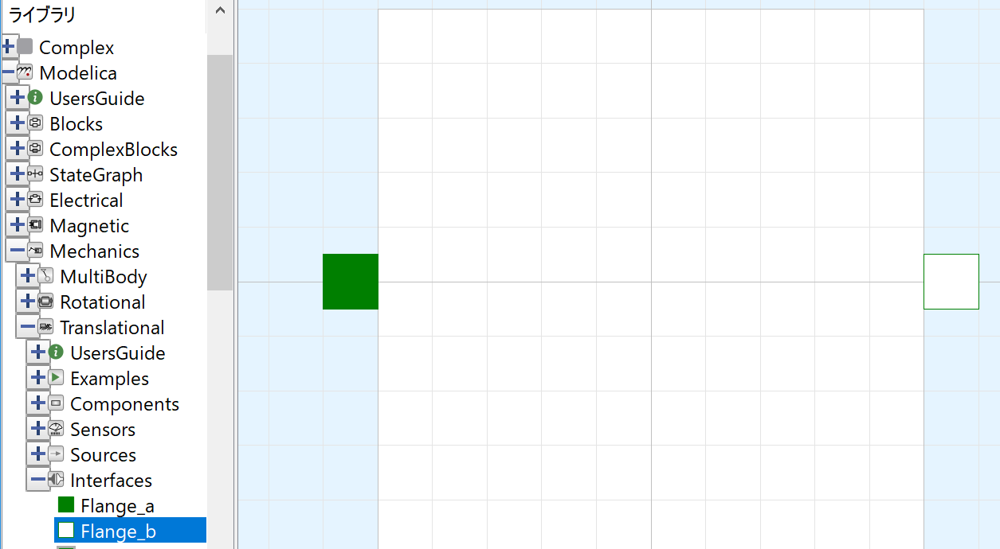 ライブラリ
Complex
Modelica
UsersGuide
Blocks
ComplexBlocks
StateGraph
Electrical
Magnetic
Mechanics
MultiBody
Rotational
Translational
UsersGuide
Examples
Components
Sensors
Sources
Interfaces
Flange_a
Flange_b